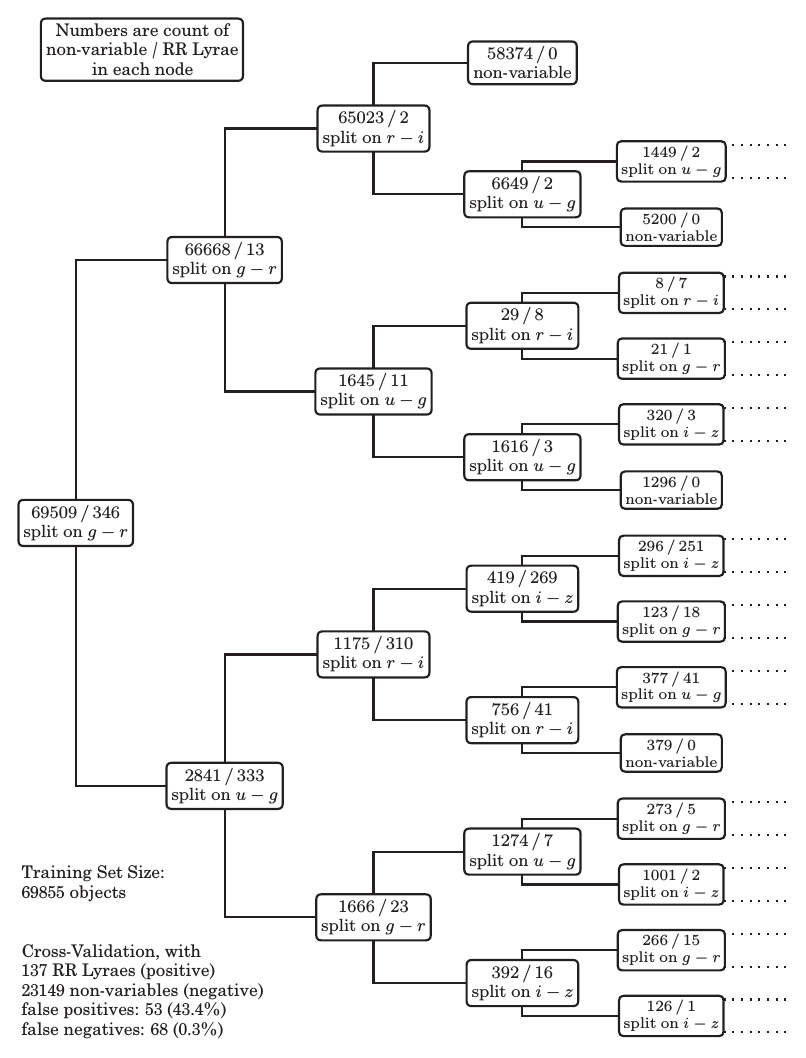 Numbers are count of
non-variable / RR Lyrae
in each node
69509 / 346
split on g − r
66668 / 13
split on g − r
2841 / 333
split on u − g
65023 / 2
split on r − i
1645 / 11
split on u − g
1175 / 310
split on r − i
1666 / 23
split on g − r
58374 / 0
non-variable
6649 / 2
split on u − g
29 / 8
split on r − i
1616 / 3
split on u − g
419 / 269
split on i − z
756 / 41
split on r − i
1274 / 7
split on u − g
392 / 16
split on i − z
1449 / 2
split on u − g
5200 / 0
non-variable
8 / 7
split on r − i
21 / 1
split on g − r
320 / 3
split on i − z
1296 / 0
non-variable
296 / 251
split on i − z
123 / 18
split on g − r
377 / 41
split on u − g
379 / 0
non-variable
273 / 5
split on g − r
1001 / 2
split on i − z
266 / 15
split on g − r
126 / 1
split on i − z
Training Set Size:
69855 objects
Cross-Validation, with
137 RR Lyraes (positive)
23149 non-variables (negative)
false positives: 53 (43.4%)
false negatives: 68 (0.3%)